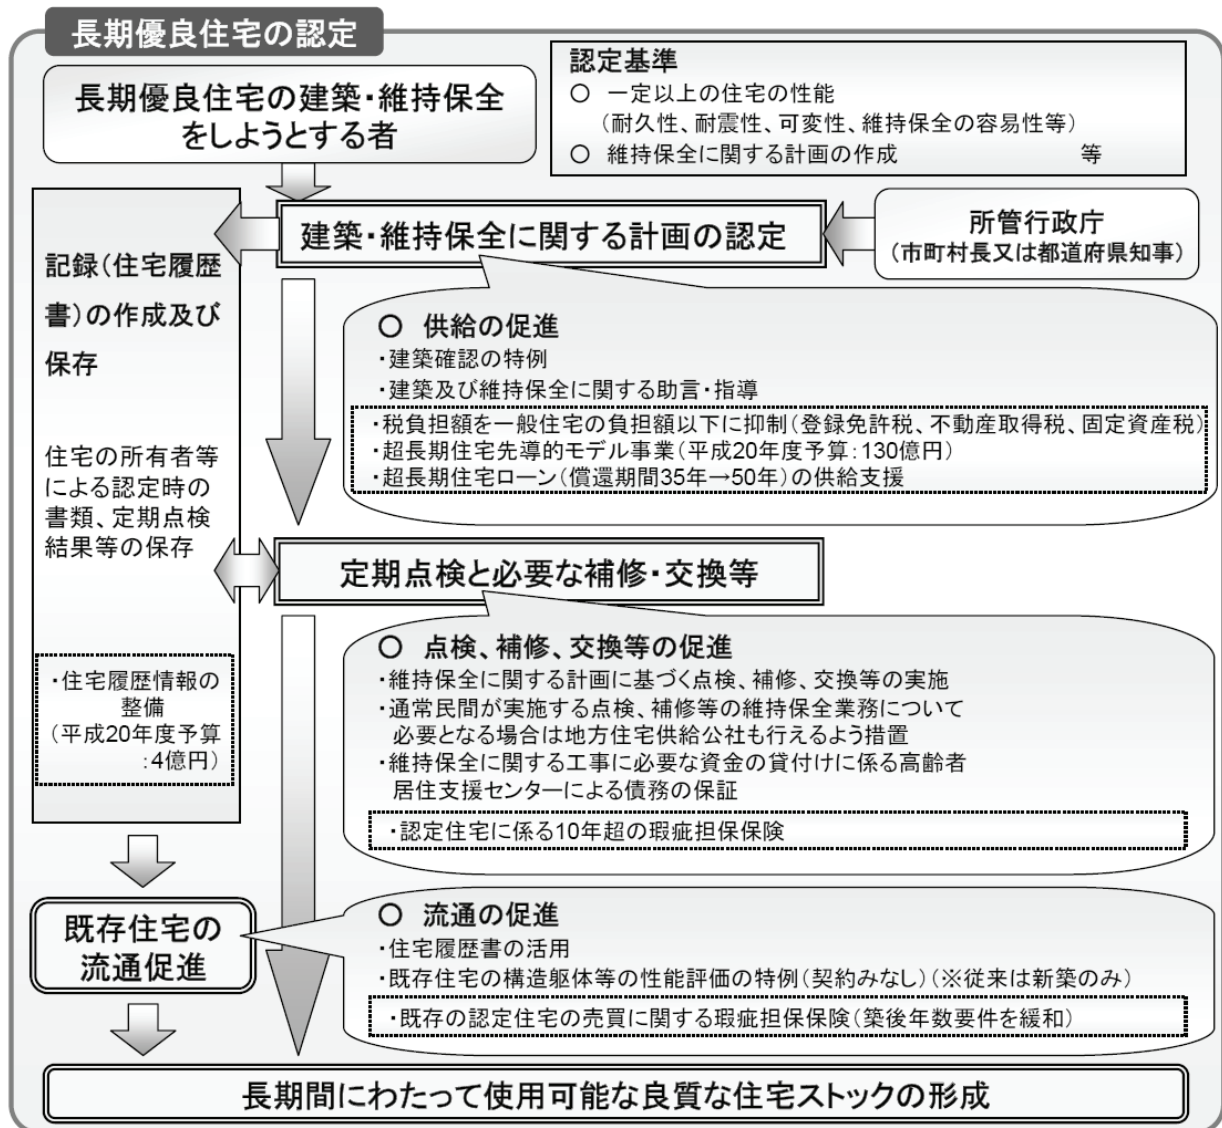 長期優良住宅の認定
長期優良住宅の建築・維持保全
をしようとする者
認定基準
○ 一定以上の住宅の性能
(耐久性、耐震性、可変性、維持保全の容易性等)
○ 維持保全に関する計画の作成 等
建築・維持保全に関する計画の認定
所管行政庁
(市町村長又は都道府県知事)
記録(住宅履歴
書)の作成及び
保存
住宅の所有者等
による認定時の
書類、定期点検
結果等の保存
・住宅履歴情報の
整備
(平成20年度予算
:4億円)
○ 供給の促進
・建築確認の特例
・建築及び維持保全に関する助言・指導
・税負担額を一般住宅の負担額以下に抑制(登録免許税、不動産取得税、固定資産税)
・超長期住宅先導的モデル事業(平成20年度予算:130億円)
・超長期住宅ローン(償還期間35年→50年)の供給支援
定期点検と必要な補修・交換等
○ 点検、補修、交換等の促進
・維持保全に関する計画に基づく点検、補修、交換等の実施
・通常民間が実施する点検、補修等の維持保全業務について
必要となる場合は地方住宅供給公社も行えるよう措置
・維持保全に関する工事に必要な資金の貸付けに係る高齢者
居住支援センターによる債務の保証
・認定住宅に係る10年超の瑕疵担保保険
既存住宅の
流通促進
○ 流通の促進
・住宅履歴書の活用
・既存住宅の構造躯体等の性能評価の特例(契約みなし)(※従来は新築のみ)
・既存の認定住宅の売買に関する瑕疵担保保険(築後年数要件を緩和)
長期間にわたって使用可能な良質な住宅ストックの形成